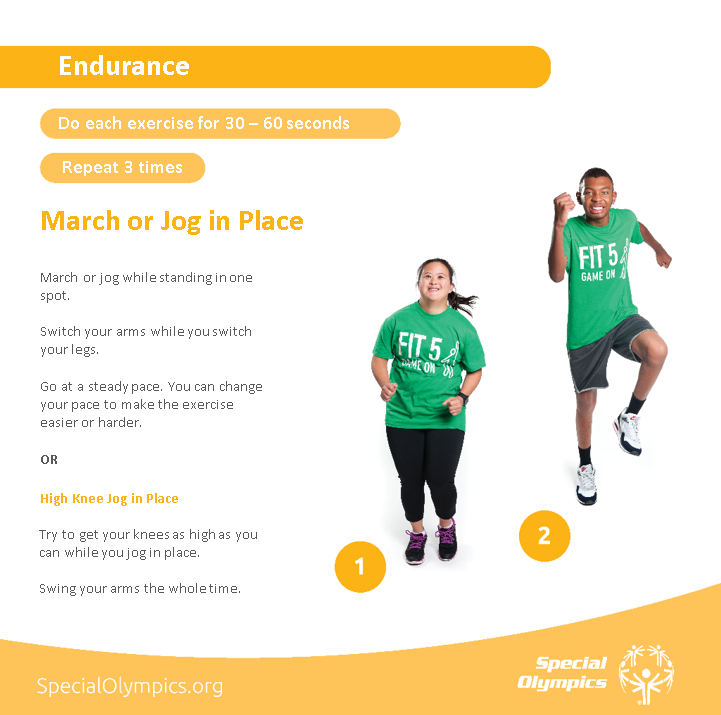 Endurance
Do each exercise for 30 – 60 seconds
Repeat 3 times
March or Jog in Place
March or jog while standing in one
spot.
Switch your arms while you switch
your legs.
Go at a steady pace. You can change
your pace to make the exercise
easier or harder.
OR
High Knee Jog in Place
Try to get your knees as high as you
can while you jog in place.
Swing your arms the whole time.
FIT 5
GAME ON
1
FIT 5
GAME ON
2
SpecialOlympics.org
Special
Olympics